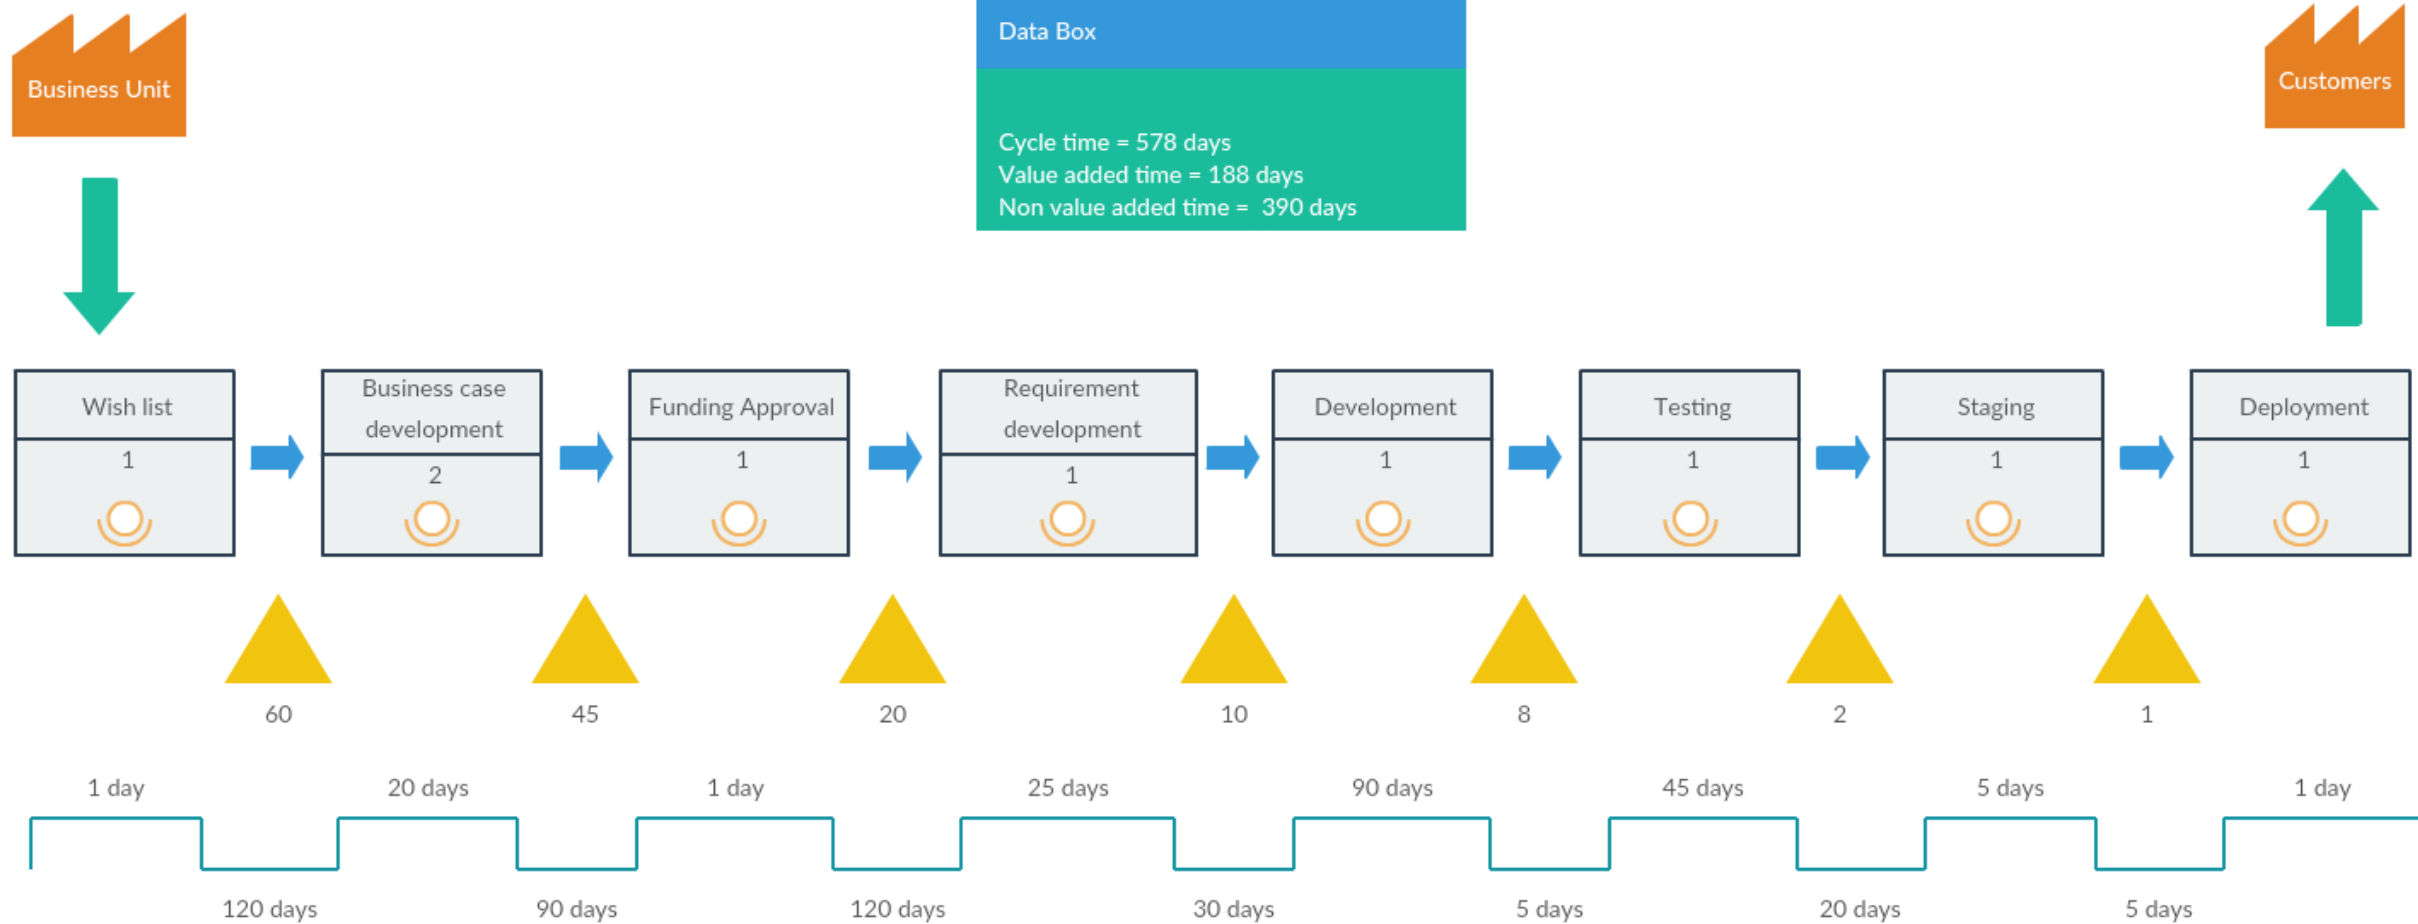 Data Box
Business Unit
Customers
Cycle time = 578 days
Value added time = 188 days
Non value added time =  390 days
Wish list
Business case
development
Funding Approval
Requirement
development
Development
Testing
Staging
Deployment
1
2
1
1
1
1
1
1
60
45
20
10
8
2
1
1 day
20 days
1 day
25 days
90 days
45 days
5 days
1 day
120 days
90 days
120 days
30 days
5 days
20 days
5 days